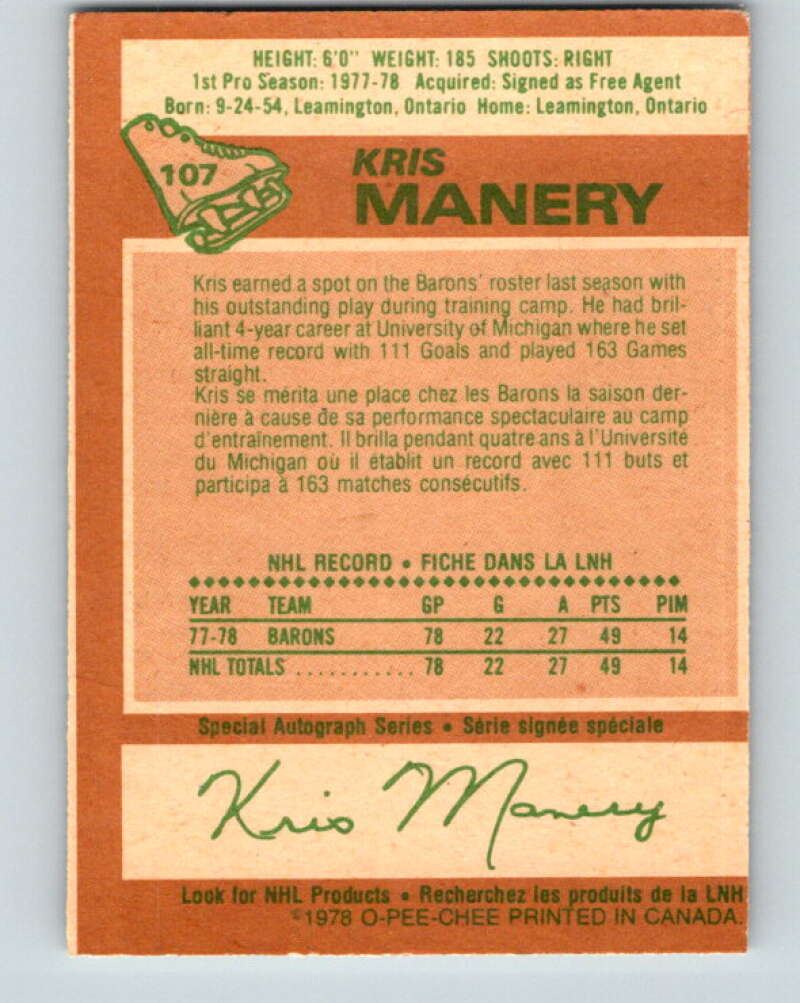 HEIGHT: 6'0" WEIGHT: 185 SHOOTS: RIGHT
1st Pro Season: 1977-78 Acquired: Signed as Free Agent
Born: 9-24-54, Leamington, Ontario Home: Leamington, Ontario
107
KRIS
MANERY
Kris earned a spot on the Barons' roster last season with
his outstanding play during training camp. He had bril-
liant 4-year career at University of Michigan where he set
all-time record with 111 Goals and played 163 Games
straight.
Kris se mérita une place chez les Barons la saison der-
nière à cause de sa performance spectaculaire au camp
d'entraînement. Il brilla pendant quatre ans à l'Université
du Michigan où il établit un record avec 111 buts et
participa à 163 matches consécutifs.
NHL RECORD • FICHE DANS LA LNH
YEAR TEAM GP G A PTS PIM
77-78 BARONS 78 22 27 49 14
NHL TOTALS ............ 78 22 27 49 14
Special Autograph Series • Série signée spéciale
Kris Manery
Look for NHL Products • Recherchez les produits de la LNH
©1978 O-PEE-CHEE PRINTED IN CANADA.